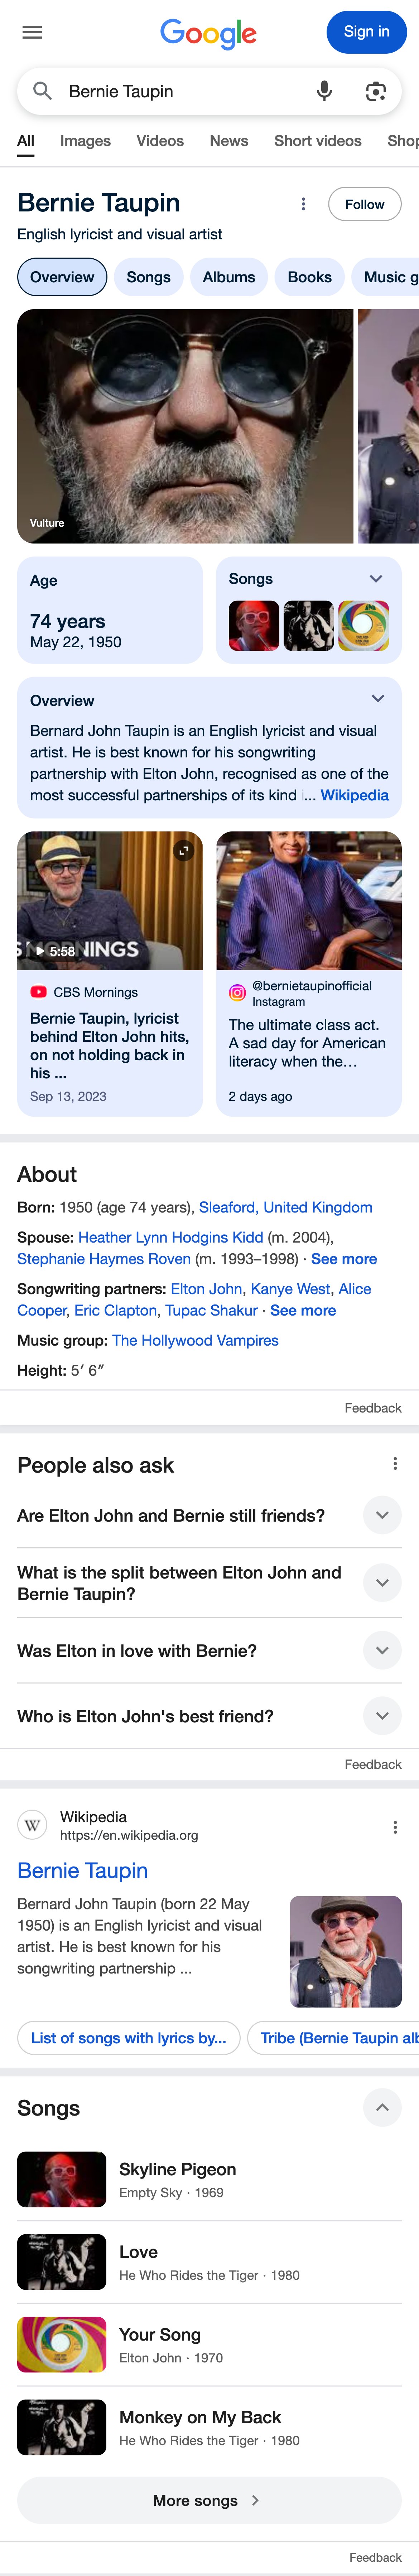 Google
Sign in
Bernie Taupin
All Images Videos News Short videos Shop
Bernie Taupin
Follow
English lyricist and visual artist
Overview Songs Albums Books Music g
Vulture
Age
74 years
May 22, 1950
Songs
Overview
Bernard John Taupin is an English lyricist and visual
artist. He is best known for his songwriting
partnership with Elton John, recognised as one of the
most successful partnerships of its kind ... Wikipedia
5:58
NINGS
CBS Mornings
Bernie Taupin, lyricist
behind Elton John hits,
on not holding back in
his ...
Sep 13, 2023
@bernietaupinofficial
Instagram
The ultimate class act.
A sad day for American
literacy when the…
2 days ago
About
Born: 1950 (age 74 years), Sleaford, United Kingdom
Spouse: Heather Lynn Hodgins Kidd (m. 2004),
Stephanie Haymes Roven (m. 1993–1998) · See more
Songwriting partners: Elton John, Kanye West, Alice
Cooper, Eric Clapton, Tupac Shakur · See more
Music group: The Hollywood Vampires
Height: 5′ 6″
Feedback
People also ask
Are Elton John and Bernie still friends?
What is the split between Elton John and
Bernie Taupin?
Was Elton in love with Bernie?
Who is Elton John's best friend?
Feedback
W
Wikipedia
https://en.wikipedia.org
Bernie Taupin
Bernard John Taupin (born 22 May
1950) is an English lyricist and visual
artist. He is best known for his
songwriting partnership ...
List of songs with lyrics by...
Tribe (Bernie Taupin alb
Songs
Skyline Pigeon
Empty Sky · 1969
Love
He Who Rides the Tiger · 1980
Your Song
Elton John · 1970
Monkey on My Back
He Who Rides the Tiger · 1980
More songs
Feedback